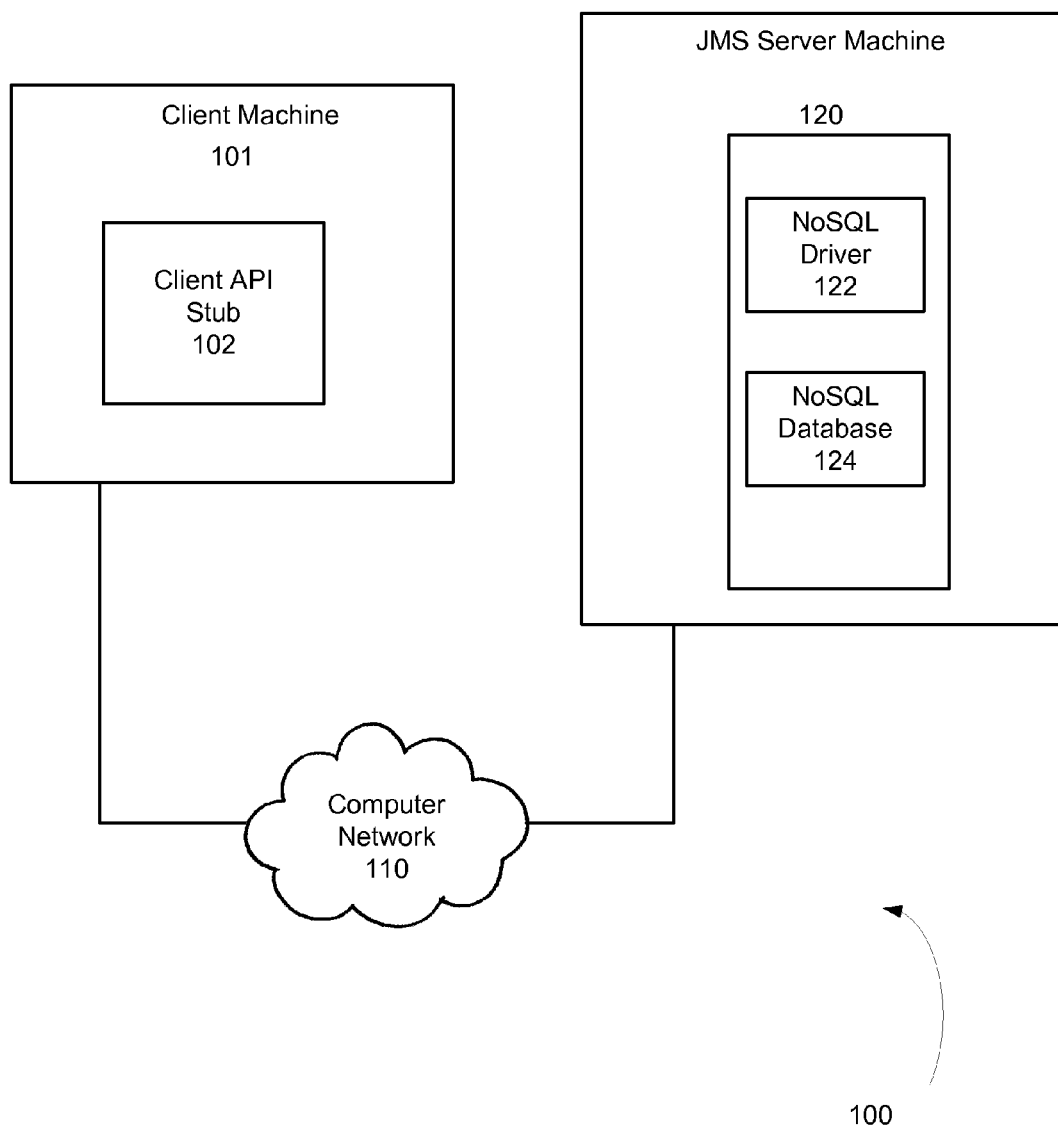 JMS Server Machine
120
NoSQL
Driver
122
NoSQL
Database
124
Client Machine
101
Client API
Stub
102
Computer
Network
110
100